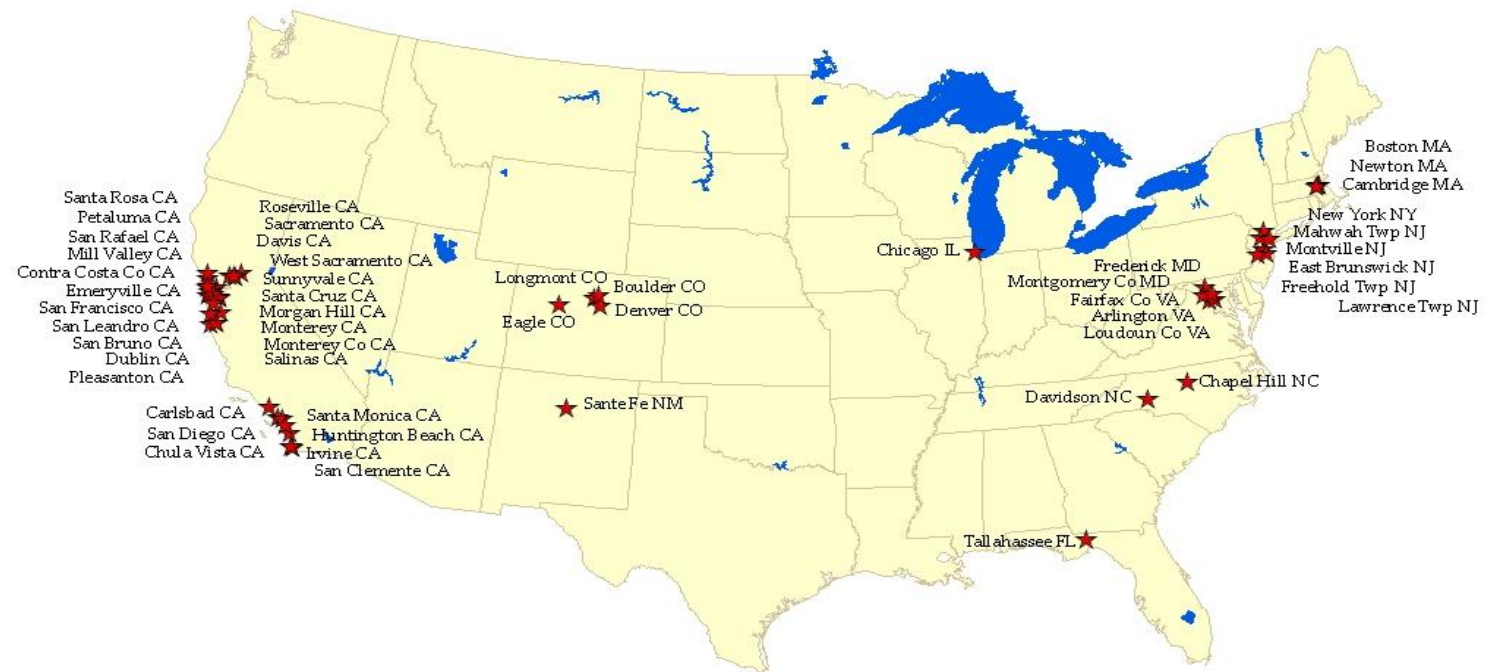 Santa Rosa CA
Petaluma CA
San Rafael CA
Mill Valley CA
Contra Costa Co CA
Emeryville CA
San Francisco CA
San Leandro CA
San Bruno CA
Dublin CA
Pleasanton CA
Roseville CA
Sacramento CA
Davis CA
West Sacramento CA
Sunnyvale CA
Santa Cruz CA
Morgan Hill CA
Monterey CA
Monterey Co CA
Salinas CA
Carlsbad CA
San Diego CA
Chula Vista CA
Santa Monica CA
Huntington Beach CA
Irvine CA
San Clemente CA
Longmont CO
Boulder CO
Denver CO
Eagle CO
Sante Fe NM
Chicago IL
Boston MA
Newton MA
Cambridge MA
New York NY
Mahwah Twp NJ
Montville NJ
East Brunswick NJ
Freehold Twp NJ
Lawrence Twp NJ
Frederick MD
Montgomery Co MD
Fairfax Co VA
Arlington VA
Loudoun Co VA
Chapel Hill NC
Davidson NC
Tallahassee FL